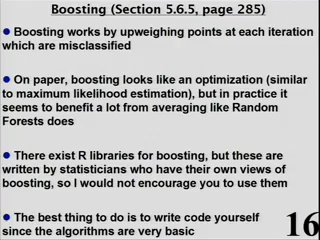 Boosting (Section 5.6.5, page 285)
● Boosting works by upweighing points at each iteration
which are misclassified
● On paper, boosting looks like an optimization (similar
to maximum likelihood estimation), but in practice it
seems to benefit a lot from averaging like Random
Forests does
● There exist R libraries for boosting, but these are
written by statisticians who have their own views of
boosting, so I would not encourage you to use them
● The best thing to do is to write code yourself
since the algorithms are very basic
16